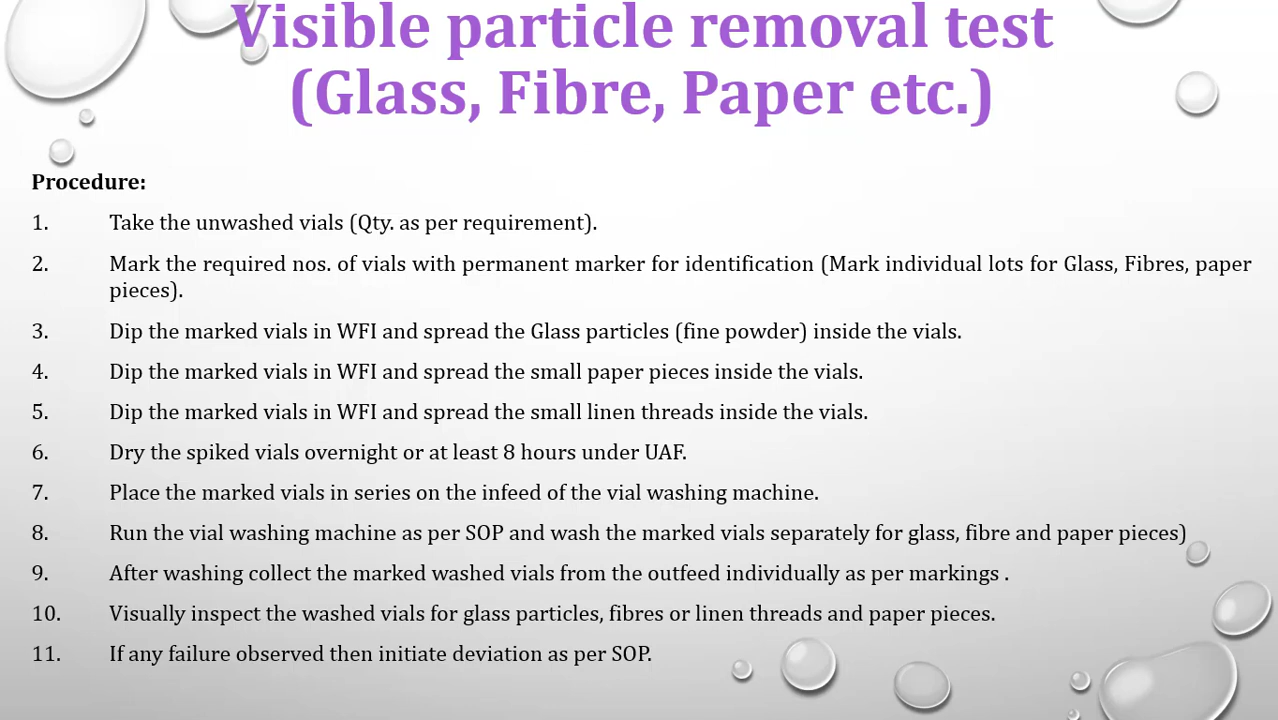 Visible particle removal test
(Glass, Fibre, Paper etc.)
Procedure:
1. Take the unwashed vials (Qty. as per requirement).
2. Mark the required nos. of vials with permanent marker for identification (Mark individual lots for Glass, Fibres, paper
pieces).
3. Dip the marked vials in WFI and spread the Glass particles (fine powder) inside the vials.
4. Dip the marked vials in WFI and spread the small paper pieces inside the vials.
5. Dip the marked vials in WFI and spread the small linen threads inside the vials.
6. Dry the spiked vials overnight or at least 8 hours under UAF.
7. Place the marked vials in series on the infeed of the vial washing machine.
8. Run the vial washing machine as per SOP and wash the marked vials separately for glass, fibre and paper pieces)
9. After washing collect the marked washed vials from the outfeed individually as per markings .
10. Visually inspect the washed vials for glass particles, fibres or linen threads and paper pieces.
11. If any failure observed then initiate deviation as per SOP.